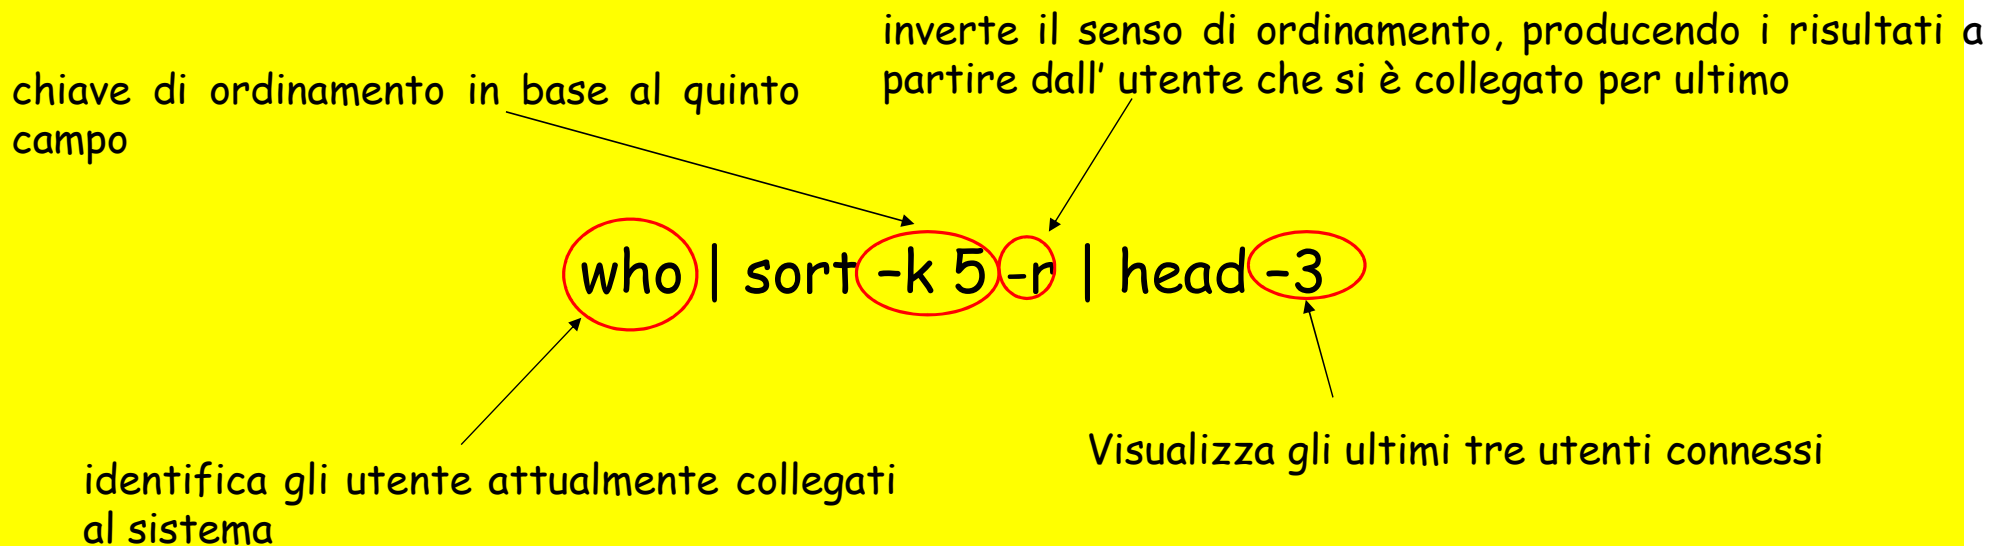 inverte il senso di ordinamento, producendo i risultati a
partire dall' utente che si è collegato per ultimo
chiave di ordinamento in base al quinto
campo
who | sort -k 5 -r | head -3
Visualizza gli ultimi tre utenti connessi
identifica gli utente attualmente collegati
al sistema